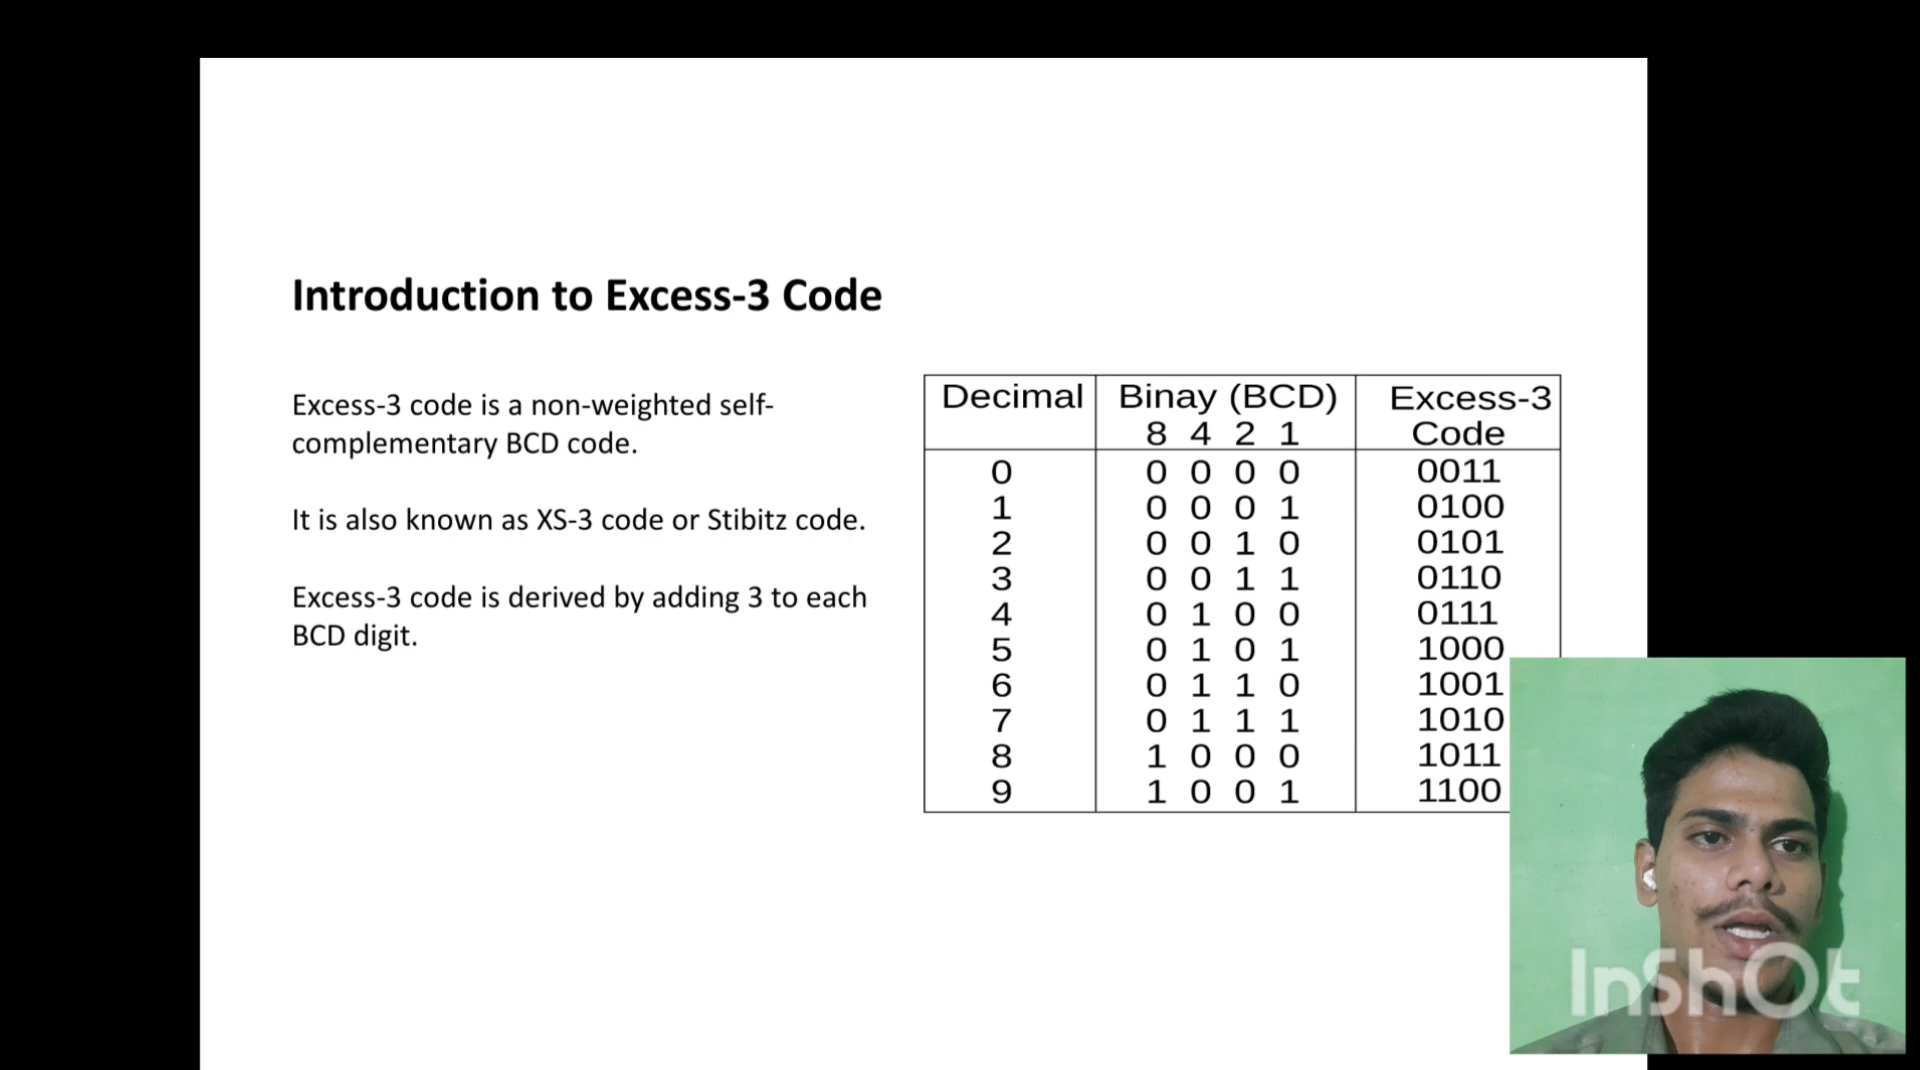 Introduction to Excess-3 Code
Excess-3 code is a non-weighted self-
complementary BCD code.
It is also known as XS-3 code or Stibitz code.
Excess-3 code is derived by adding 3 to each
BCD digit.
Decimal Binay (BCD) Excess-3
8 4 2 1 Code
0 0 0 0 0 0011
1 0 0 0 1 0100
2 0 0 1 0 0101
3 0 0 1 1 0110
4 0 1 0 0 0111
5 0 1 0 1 1000
6 0 1 1 0 1001
7 0 1 1 1 1010
8 1 0 0 0 1011
9 1 0 0 1 1100
InShOt